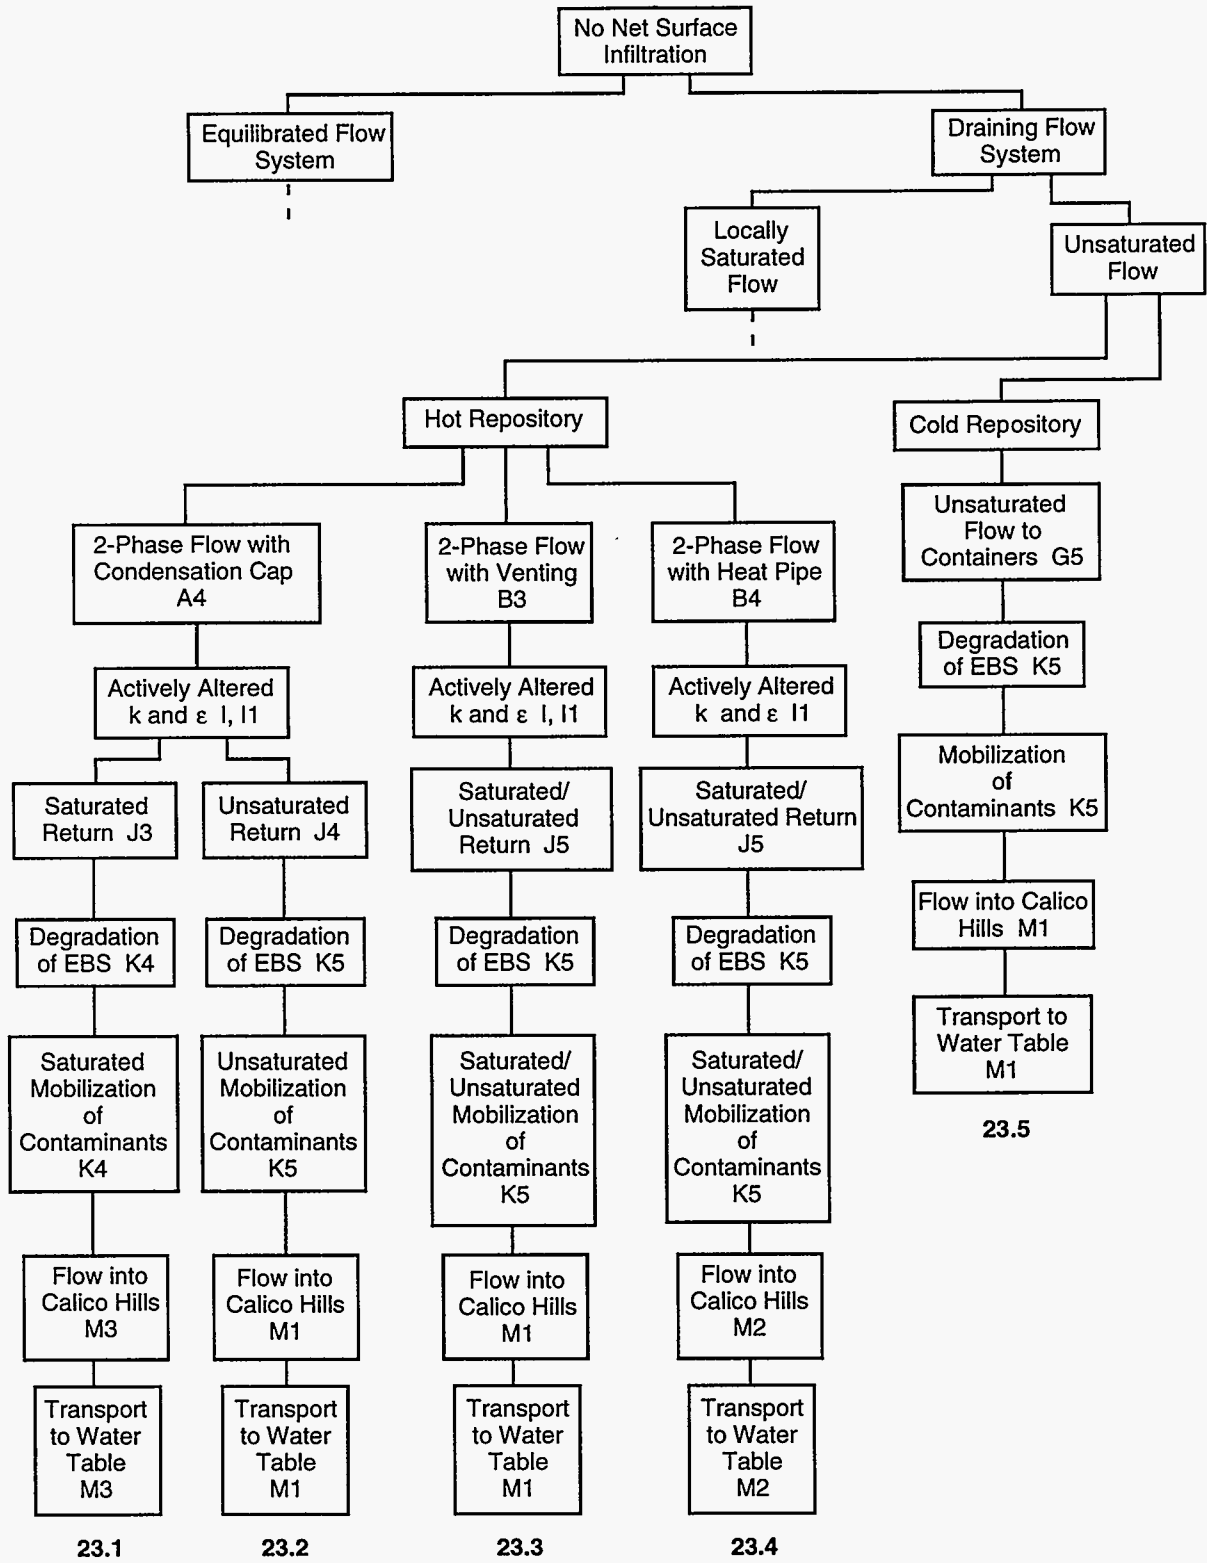 No Net Surface
Infiltration
Equilibrated Flow
System
Draining Flow
System
Locally
Saturated
Flow
Unsaturated
Flow
Hot Repository
Cold Repository
2-Phase Flow with
Condensation Cap
A4
2-Phase Flow
with Venting
B3
2-Phase Flow
with Heat Pipe
B4
Unsaturated
Flow to
Containers G5
Actively Altered
k and ε I, I1
Actively Altered
k and ε I, I1
Actively Altered
k and ε I1
Degradation
of EBS K5
Saturated
Return J3
Unsaturated
Return J4
Saturated/
Unsaturated
Return J5
Saturated/
Unsaturated Return
J5
Mobilization
of
Contaminants K5
Degradation
of EBS K4
Degradation
of EBS K5
Degradation
of EBS K5
Degradation
of EBS K5
Flow into Calico
Hills M1
Saturated
Mobilization
of
Contaminants
K4
Unsaturated
Mobilization
of
Contaminants
K5
Saturated/
Unsaturated
Mobilization
of
Contaminants
K5
Saturated/
Unsaturated
Mobilization
of
Contaminants
K5
Transport to
Water Table
M1
23.5
Flow into
Calico Hills
M3
Flow into
Calico Hills
M1
Flow into
Calico Hills
M1
Flow into
Calico Hills
M2
Transport
to Water
Table
M3
Transport
to Water
Table
M1
Transport
to Water
Table
M1
Transport
to Water
Table
M2
23.1
23.2
23.3
23.4